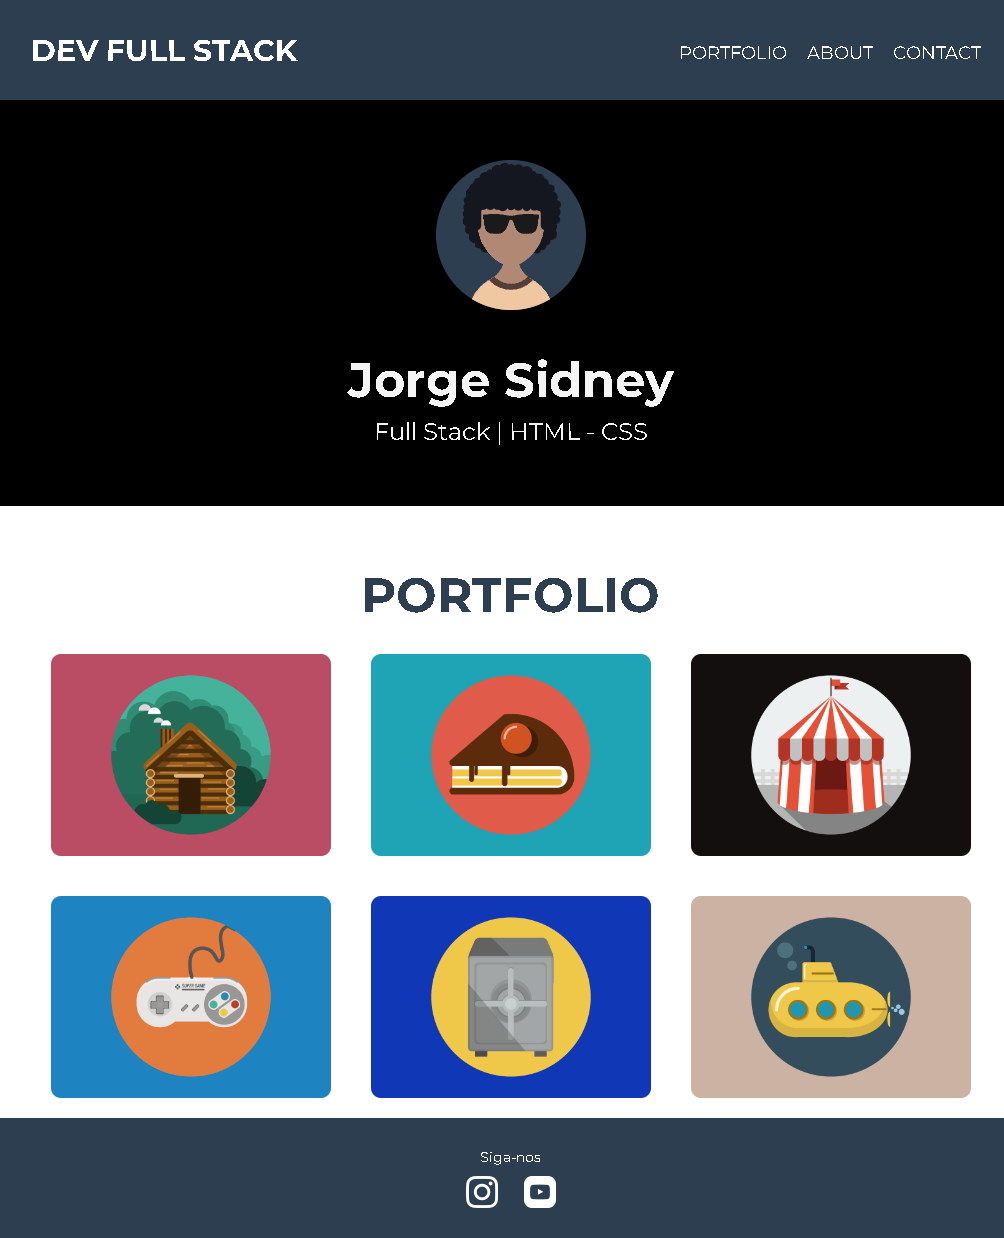 DEV FULL STACK
PORTFOLIO ABOUT CONTACT
Jorge Sidney
Full Stack | HTML - CSS
PORTFOLIO
SUPER GAME
Siga-nos